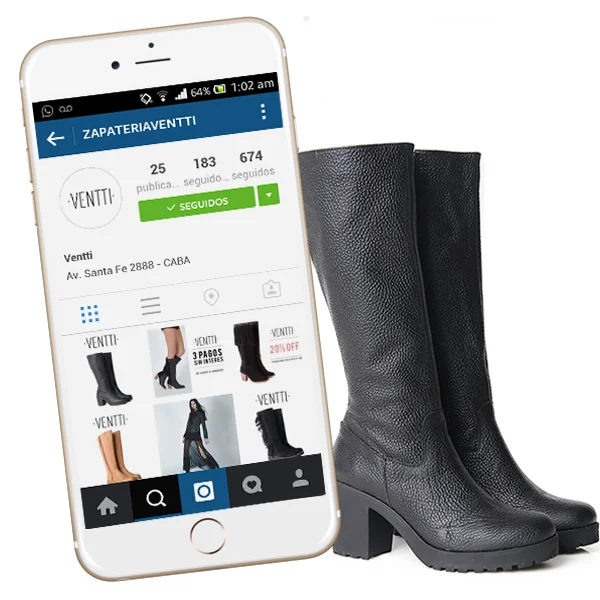 64% 1:02 am
ZAPATERIAVENTTI
25 183 674
publica... seguido... seguidos
VENTTI
SEGUIDOS
Ventti
Av. Santa Fe 2888 - CABA
VENTTI
VENTTI
3 PAGOS
SIN INTERES
VENTTI
20%OFF
VENTTI
VENTTI